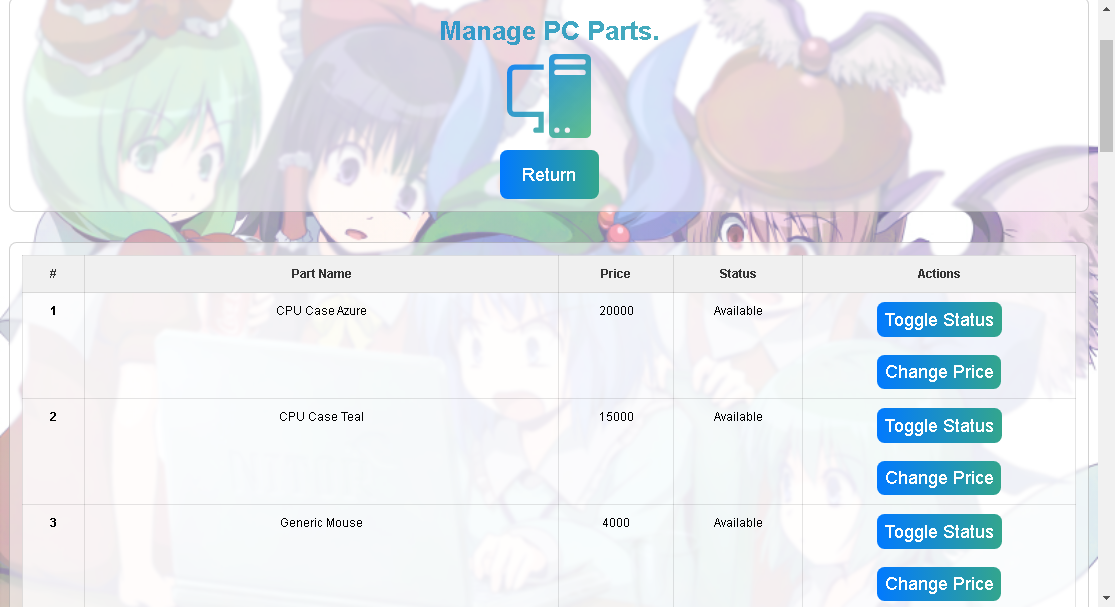 Manage PC Parts.
Return
# Part Name Price Status Actions
1 CPU Case Azure 20000 Available Toggle Status
Change Price
2 CPU Case Teal 15000 Available Toggle Status
Change Price
3 Generic Mouse 4000 Available Toggle Status
Change Price